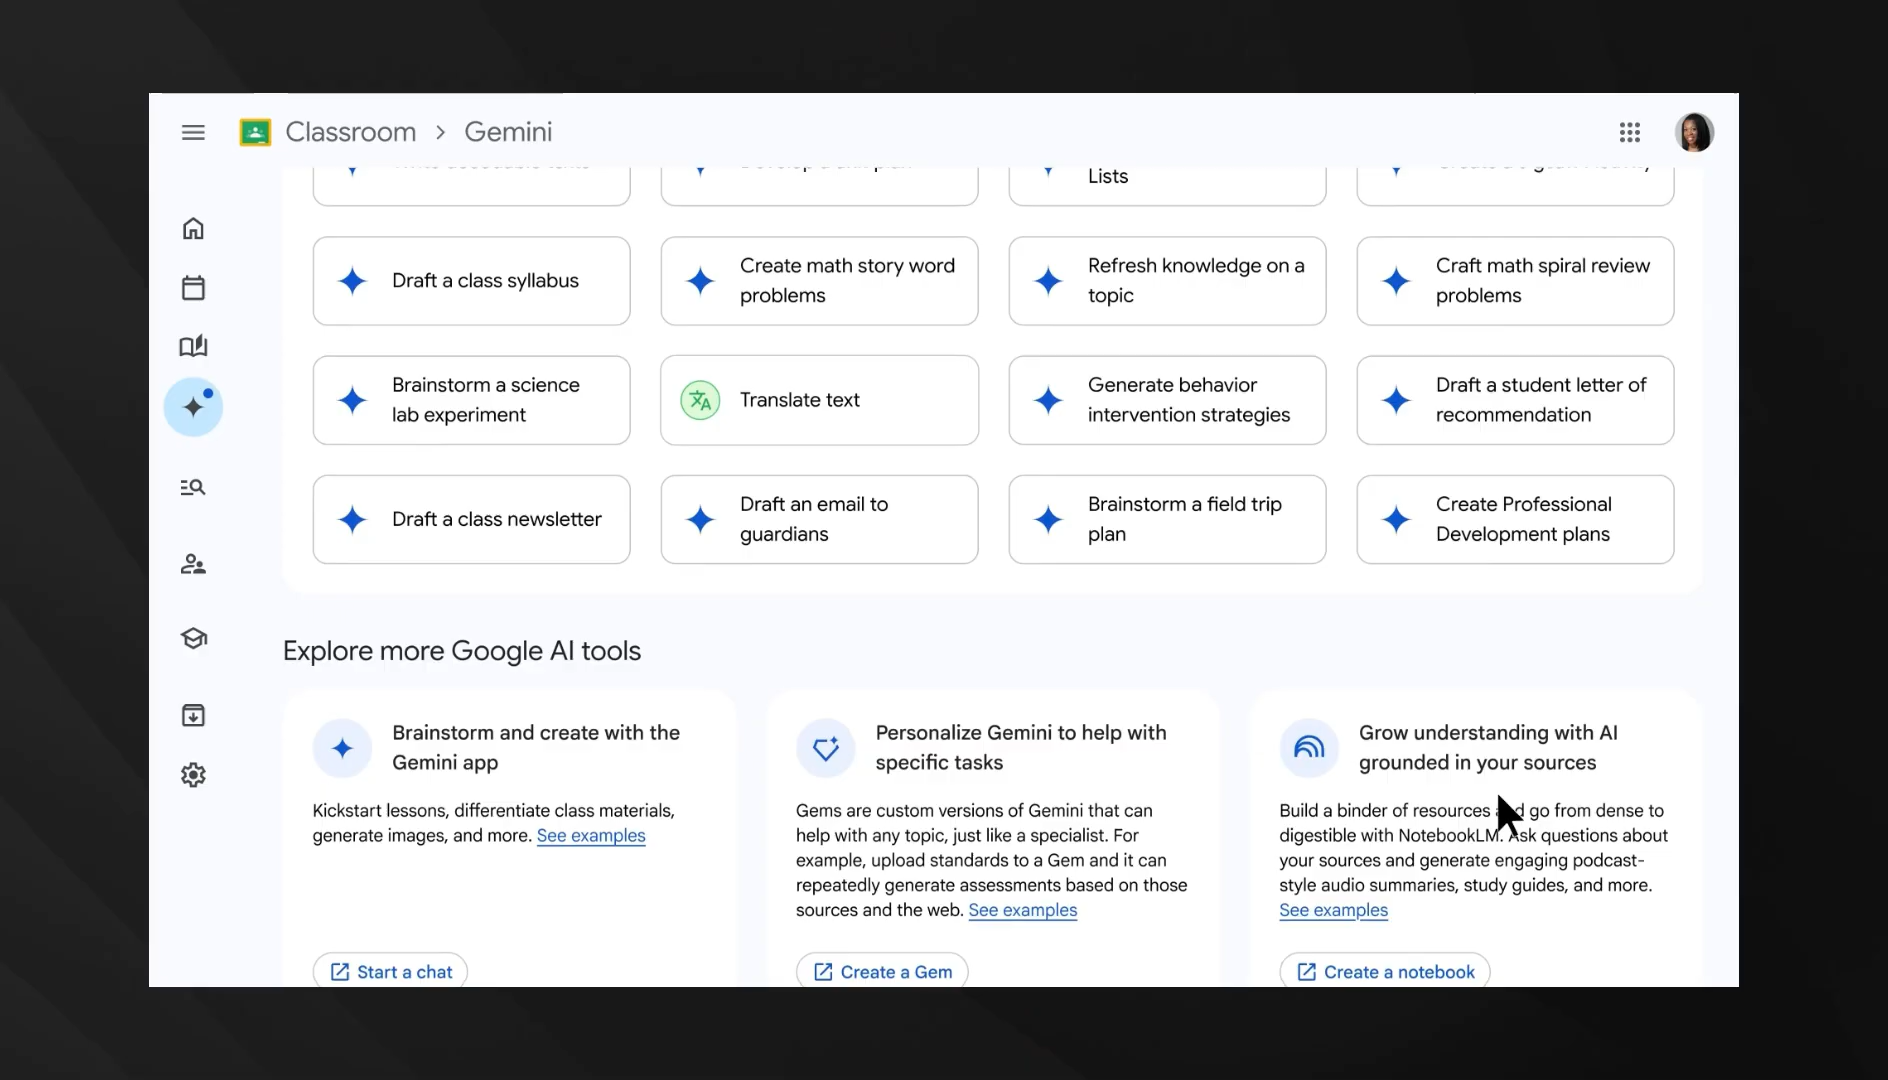 Classroom > Gemini
Lists
Draft a class syllabus
Create math story word
problems
Refresh knowledge on a
topic
Craft math spiral review
problems
Brainstorm a science
lab experiment
Translate text
Generate behavior
intervention strategies
Draft a student letter of
recommendation
Draft a class newsletter
Draft an email to
guardians
Brainstorm a field trip
plan
Create Professional
Development plans
Explore more Google AI tools
Brainstorm and create with the
Gemini app
Kickstart lessons, differentiate class materials,
generate images, and more. See examples
Start a chat
Personalize Gemini to help with
specific tasks
Gems are custom versions of Gemini that can
help with any topic, just like a specialist. For
example, upload standards to a Gem and it can
repeatedly generate assessments based on those
sources and the web. See examples
Create a Gem
Grow understanding with AI
grounded in your sources
Build a binder of resources and go from dense to
digestible with NotebookLM. Ask questions about
your sources and generate engaging podcast-
style audio summaries, study guides, and more.
See examples
Create a notebook